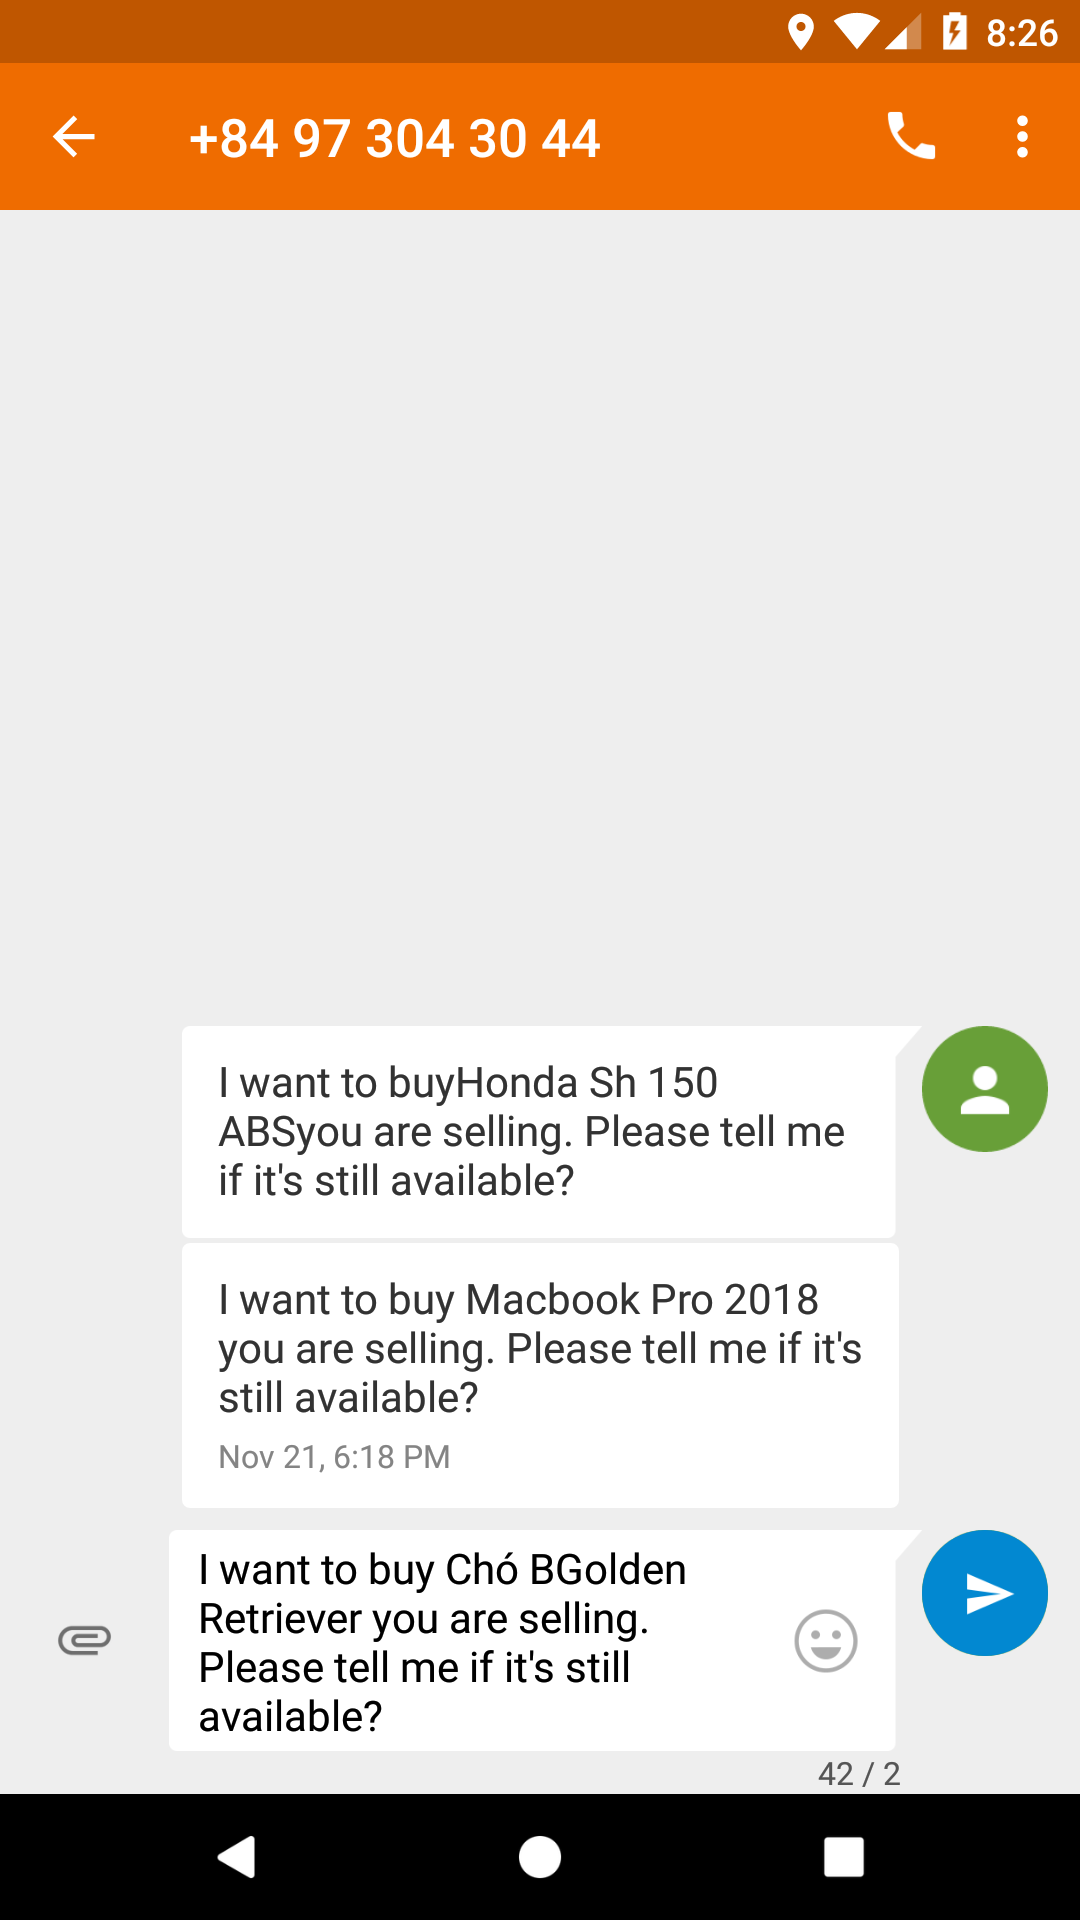 8:26
+84 97 304 30 44
I want to buyHonda Sh 150
ABSyou are selling. Please tell me
if it's still available?
I want to buy Macbook Pro 2018
you are selling. Please tell me if it's
still available?
Nov 21, 6:18 PM
I want to buy Chó BGolden
Retriever you are selling.
Please tell me if it's still
available?
42 / 2